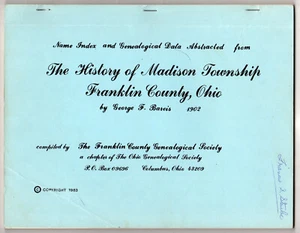 Name Index and Genealogical Data Abstracted from
The History of Madison Township
Franklin County, Ohio
by George F. Bareis 1902
compiled by The Franklin County Genealogical Society
a chapter of The Ohio Genealogical Society
P.O. Box 03696 Columbus, Ohio 43209
© COPYRIGHT 1983